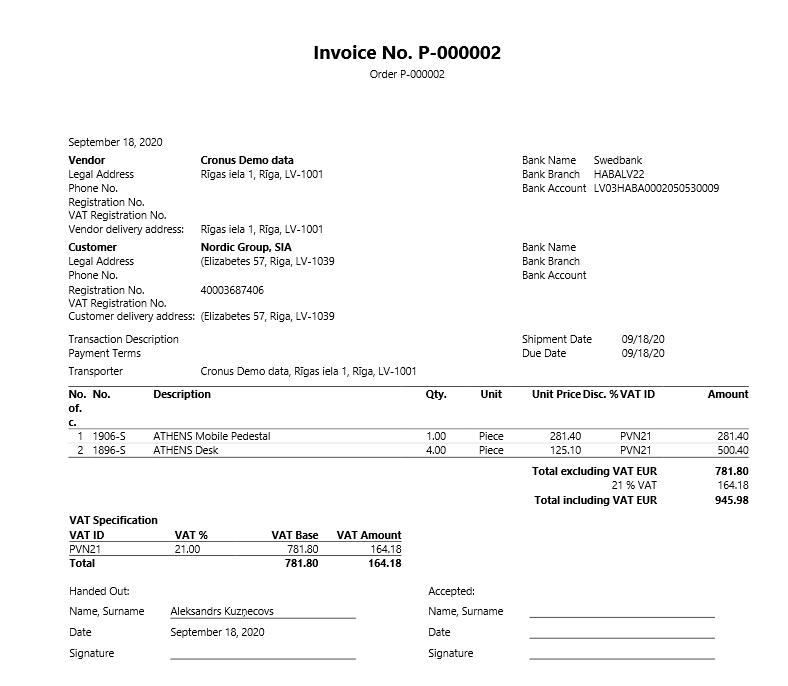 Invoice No. P-000002
Order P-000002
September 18, 2020
Vendor Cronus Demo data Bank Name Swedbank
Legal Address Rīgas iela 1, Rīga, LV-1001 Bank Branch HABALV22
Phone No. Bank Account LV03HABA0002050530009
Registration No.
VAT Registration No.
Vendor delivery address: Rīgas iela 1, Rīga, LV-1001
Customer Nordic Group, SIA Bank Name
Legal Address (Elizabetes 57, Riga, LV-1039 Bank Branch
Phone No. Bank Account
Registration No. 40003687406
VAT Registration No.
Customer delivery address: (Elizabetes 57, Riga, LV-1039
Transaction Description Shipment Date 09/18/20
Payment Terms Due Date 09/18/20
Transporter Cronus Demo data, Rīgas iela 1, Rīga, LV-1001
No. No. Description Qty. Unit Unit Price Disc. % VAT ID Amount
of.
c.
1 1906-S ATHENS Mobile Pedestal 1.00 Piece 281.40 PVN21 281.40
2 1896-S ATHENS Desk 4.00 Piece 125.10 PVN21 500.40
Total excluding VAT EUR 781.80
21 % VAT 164.18
Total including VAT EUR 945.98
VAT Specification
VAT ID VAT % VAT Base VAT Amount
PVN21 21.00 781.80 164.18
Total 781.80 164.18
Handed Out: Accepted:
Name, Surname Aleksandrs Kuzņecovs Name, Surname
Date September 18, 2020 Date
Signature Signature